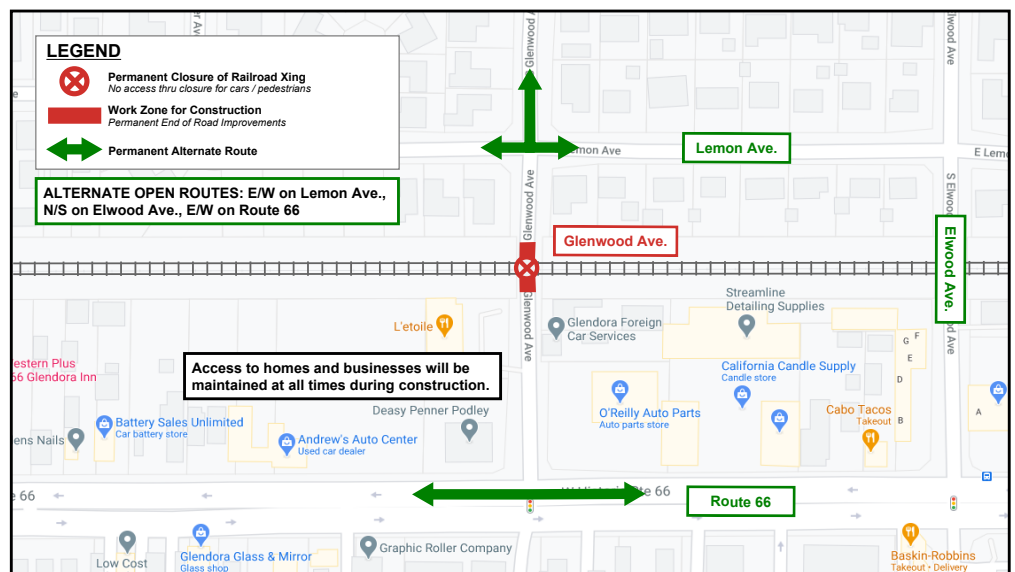 LEGEND
Permanent Closure of Railroad Xing
No access thru closure for cars / pedestrians
Work Zone for Construction
Permanent End of Road Improvements
Permanent Alternate Route
ALTERNATE OPEN ROUTES: E/W on Lemon Ave.,
N/S on Elwood Ave., E/W on Route 66
Glenwood
Elwood Ave
Lemon Ave.
Ave
E Lemo
Glenwood Ave
S Elwood
Glenwood Ave.
Elwood Ave.
Ave
Glenwood Ave
Streamline
Detailing Supplies
L'etoile
Glendora Foreign
Car Services
G F
E
D
B
A
estern Plus
66 Glendora Inn
Access to homes and businesses will be
maintained at all times during construction.
California Candle Supply
Candle store
Deasy Penner Podley
O'Reilly Auto Parts
Auto parts store
Cabo Tacos
Takeout
Battery Sales Unlimited
Car battery store
ens Nails
Andrew's Auto Center
Used car dealer
e 66
66
Route 66
Low Cost
Glendora Glass & Mirror
Glass shop
Graphic Roller Company
Baskin-Robbins
Takeout • Delivery